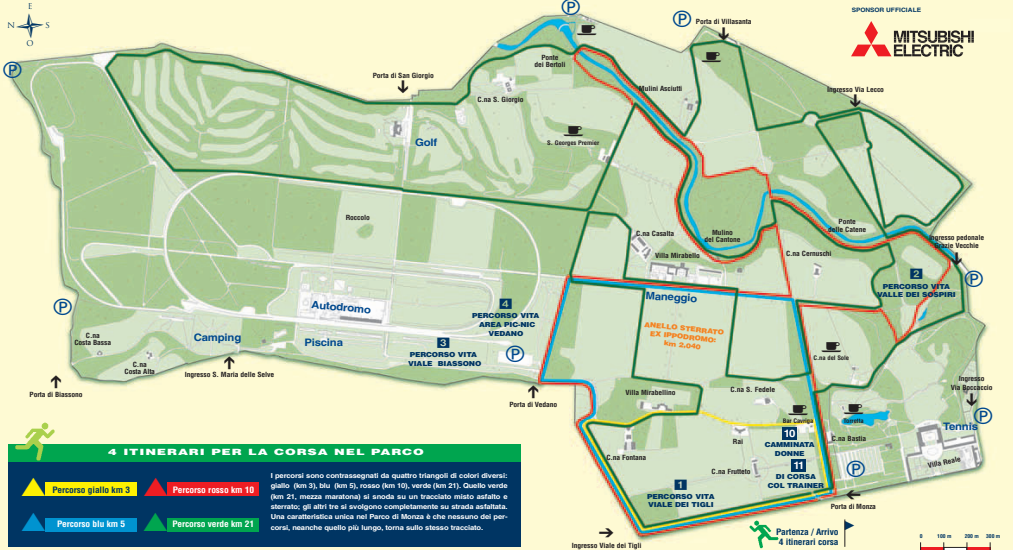 E
N
S
O
SPONSOR UFFICIALE
MITSUBISHI
ELECTRIC
P
P
P
Porta di Villasanta
Ponte
dei Bertoli
Porta di San Giorgio
C.na S. Giorgio
Mulini Asciutti
Ingresso Via Lecco
Golf
S. Georges Premier
Roccolo
C.na Casalta
Mulino
del Cantone
Ponte
delle Catene
Villa Mirabello
C.na Cernuschi
Ingresso pedonale
Grazie Vecchie
P
2
PERCORSO VITA
VALLE DEI SOSPIRI
P
Autodromo
4
PERCORSO VITA
AREA PIC-NIC
VEDANO
Maneggio
ANELLO STERRATO
EX IPPODROMO:
km 2,040
C.na
Costa Bassa
Camping
Piscina
3
PERCORSO VITA
VIALE BIASSONO
P
C.na del Sole
C.na
Costa Alta
Ingresso S. Maria delle Selve
Porta di Biassono
Porta di Vedano
Villa Mirabellino
C.na S. Fedele
Ingresso
Via Boccaccio
P
Bar Cavriga
Torretta
Tennis
10
CAMMINATA
DONNE
C.na Bastia
Rai
Villa Reale
C.na Fontana
11
DI CORSA
COL TRAINER
C.na Frutteto
P
1
PERCORSO VITA
VIALE DEI TIGLI
Porta di Monza
Ingresso Viale dei Tigli
Partenza / Arrivo
4 itinerari corsa
0 100 m 200 m 300 m
4 ITINERARI PER LA CORSA NEL PARCO
Percorso giallo km 3
Percorso rosso km 10
Percorso blu km 5
Percorso verde km 21
I percorsi sono contrassegnati da quattro triangoli di colori diversi:
giallo (km 3), blu (km 5), rosso (km 10), verde (km 21). Quello verde
(km 21, mezza maratona) si snoda su un tracciato misto asfalto e
sterrato; gli altri tre si svolgono completamente su strada asfaltata.
Una caratteristica unica nel Parco di Monza è che nessuno dei per-
corsi, neanche quello più lungo, torna sullo stesso tracciato.